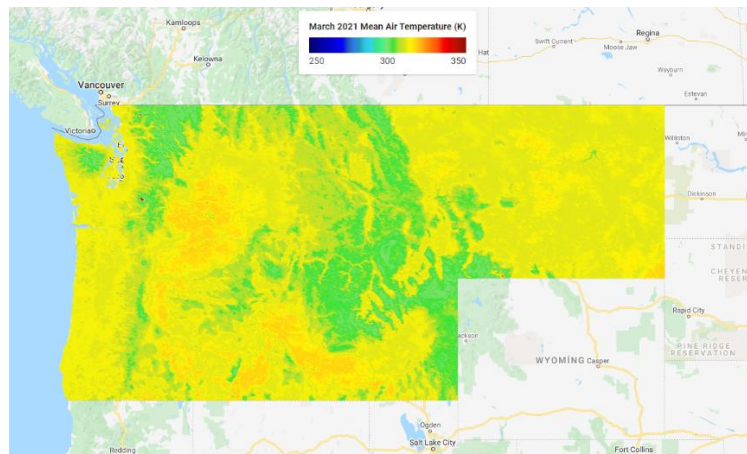 Kamloops
Kelowna
March 2021 Mean Air Temperature (K)
250 300 350
Calgary
Hat
Swift Current
Moose Jaw
Regina
Weyburn
Estevan
Vancouver
Surrey
Victoria
Williston
Dickinson
STANDI
CHEYEN
RESER
Rapid City
PINE RIDGE
RESERVATION
Jackson
WYOMING
Casper
Ogden
Salt Lake City
Fort Collins
Redding